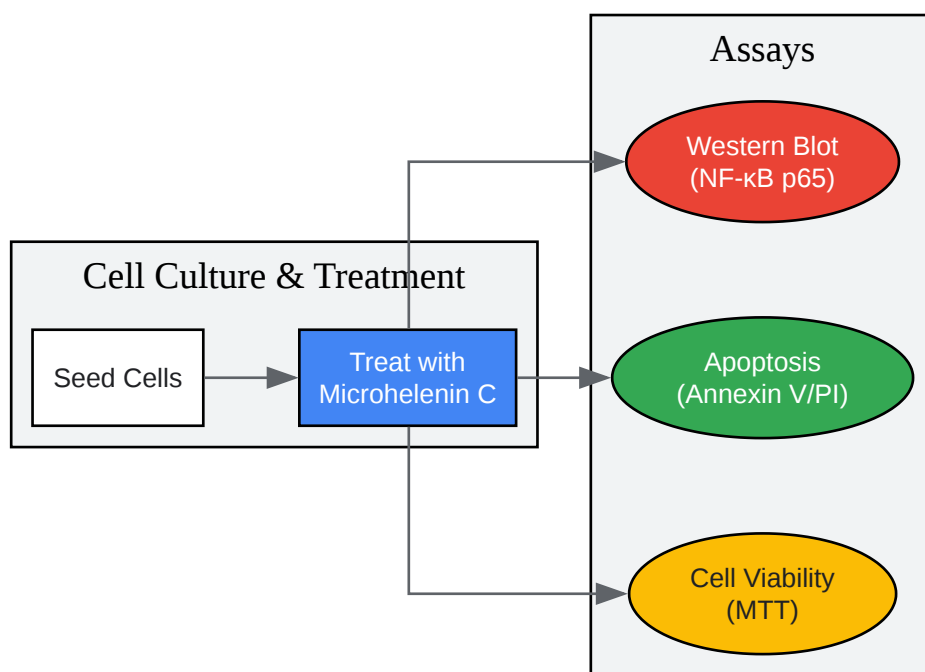 Assays
Western Blot
(NF-κB p65)
Cell Culture & Treatment
Seed Cells
Treat with
Microhelenin C
Apoptosis
(Annexin V/PI)
Cell Viability
(MTT)